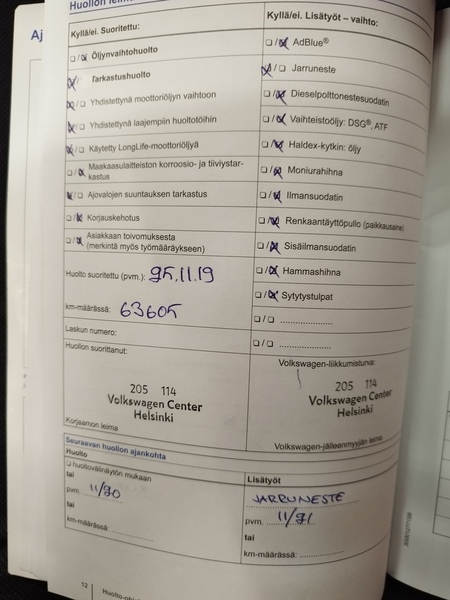 Huollon leima
Kyllä/ei. Suoritettu:
☐/☒ Öljynvaihtohuolto
☒/☐ Tarkastushuolto
☒/☐ Yhdistettynä moottoriöljyn vaihtoon
☒/☐ Yhdistettynä laajempiin huoltotöihin
☒/☐ Käytetty LongLife-moottoriöljyä
☐/☒ Maakaasulaitteiston korroosio- ja tiiviystar-
kastus
☒/☐ Ajovalojen suuntauksen tarkastus
☐/☒ Korjauskehotus
☐/☒ Asiakkaan toivomuksesta
(merkintä myös työmääräykseen)
Huolto suoritettu (pvm.): 25.11.19
km-määrässä: 63605
Laskun numero:
Huollon suorittanut:
205 114
Volkswagen Center
Helsinki
Korjaamon leima
Kyllä/ei. Lisätyöt – vaihto:
☐/☒ AdBlue®
☒/☐ Jarruneste
☐/☒ Dieselpolttonestesuodatin
☐/☒ Vaihteistoöljy: DSG®, ATF
☐/☒ Haldex-kytkin: öljy
☐/☒ Moniurahihna
☐/☒ Ilmansuodatin
☐/☒ Renkaantäyttöpullo (paikkausaine)
☐/☒ Sisäilmansuodatin
☐/☒ Hammashihna
☐/☒ Sytytystulpat
☐/☐ .....................
☐/☐ .....................
Volkswagen-liikkumisturva:
205 114
Volkswagen Center
Helsinki
Volkswagen-jälleenmyyjän leima
Seuraavan huollon ajankohta
Huolto
☐ huoltovälinäytön mukaan
tai
pvm. 11/20
tai
km-määrässä: ...............
Lisätyöt
JARRUNESTE
pvm. 11/21
tai
km-määrässä: ...............
12